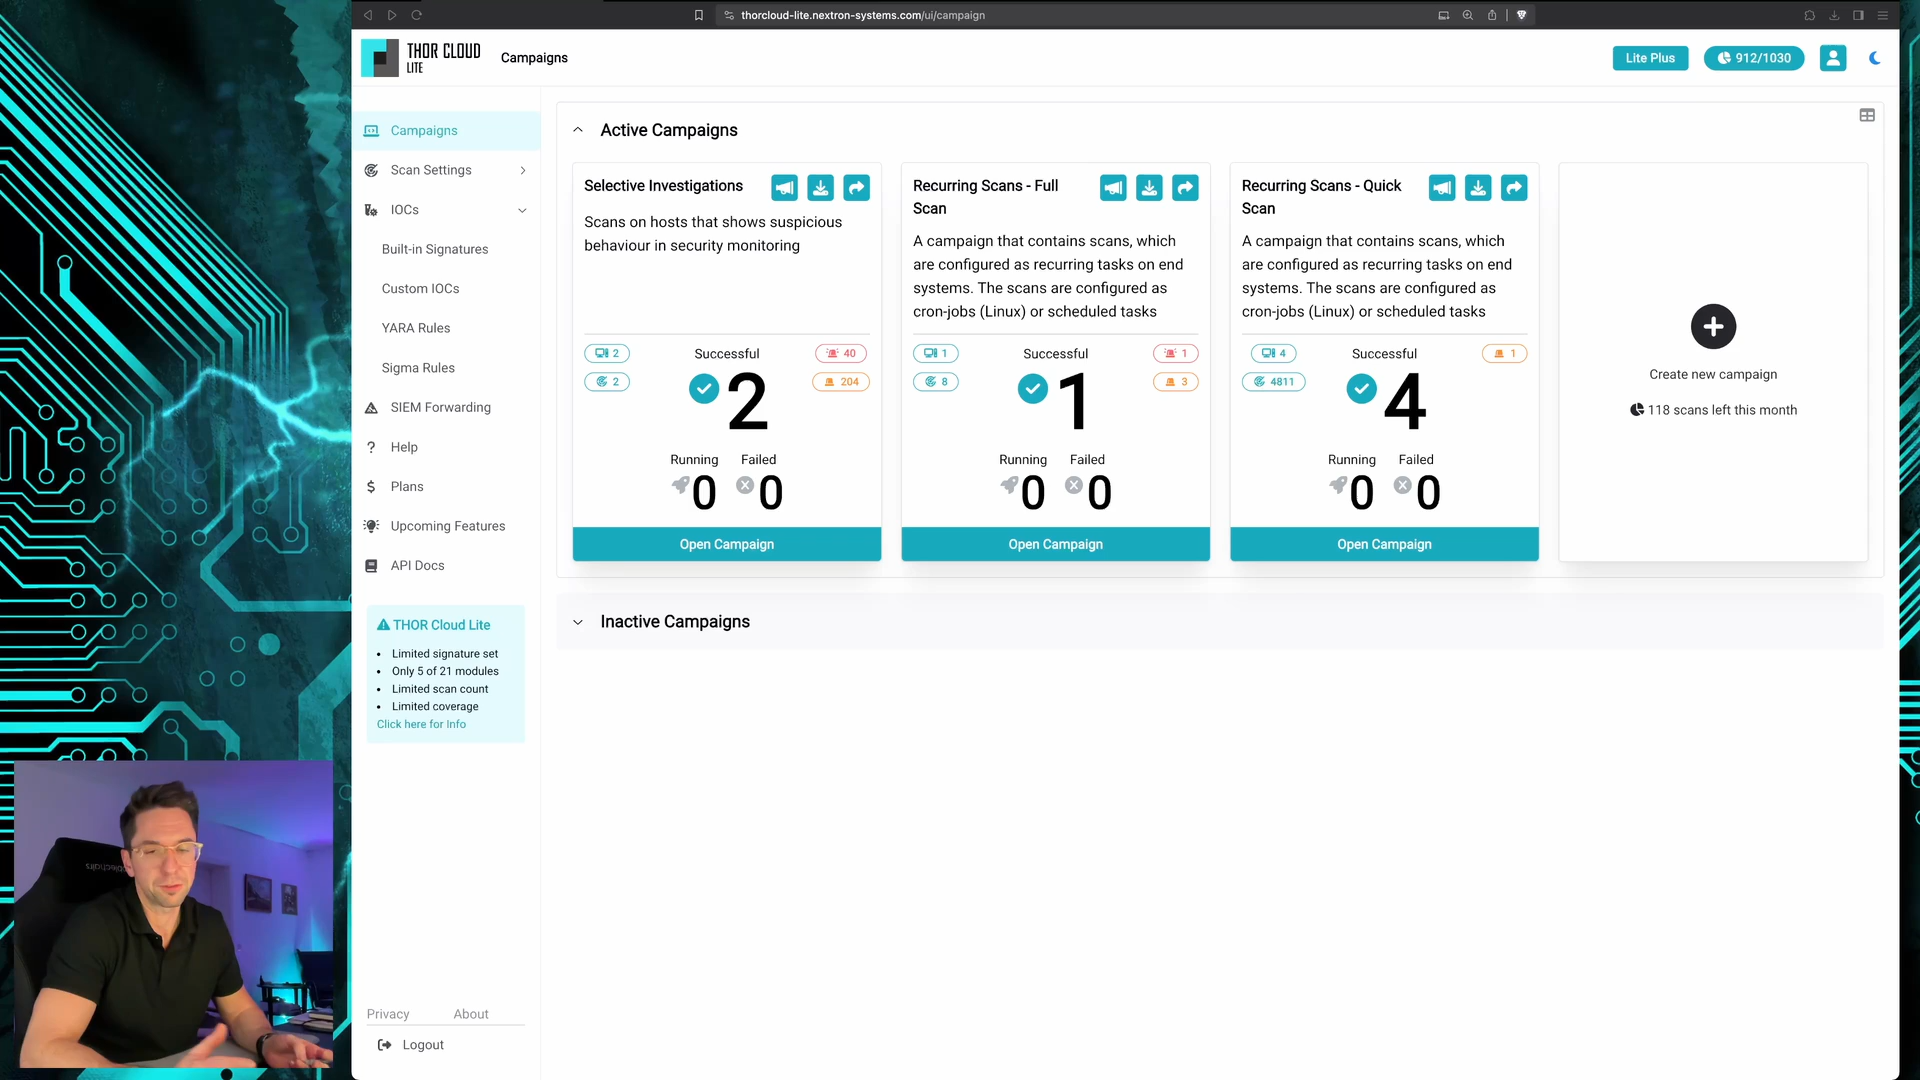 thorcloud-lite.nextron-systems.com/ui/campaign
THOR CLOUD
LITE
Campaigns
Lite Plus
912/1030
Campaigns
Scan Settings
IOCs
Built-in Signatures
Custom IOCs
YARA Rules
Sigma Rules
SIEM Forwarding
Help
Plans
Upcoming Features
API Docs
THOR Cloud Lite
Limited signature set
Only 5 of 21 modules
Limited scan count
Limited coverage
Click here for Info
Privacy
About
Logout
Active Campaigns
Selective Investigations
Scans on hosts that shows suspicious
behaviour in security monitoring
2
Successful
40
2
2
204
Running
Failed
0
0
Open Campaign
Recurring Scans - Full
Scan
A campaign that contains scans, which
are configured as recurring tasks on end
systems. The scans are configured as
cron-jobs (Linux) or scheduled tasks
1
Successful
1
8
1
3
Running
Failed
0
0
Open Campaign
Recurring Scans - Quick
Scan
A campaign that contains scans, which
are configured as recurring tasks on end
systems. The scans are configured as
cron-jobs (Linux) or scheduled tasks
4
Successful
1
4811
4
Running
Failed
0
0
Open Campaign
Create new campaign
118 scans left this month
Inactive Campaigns